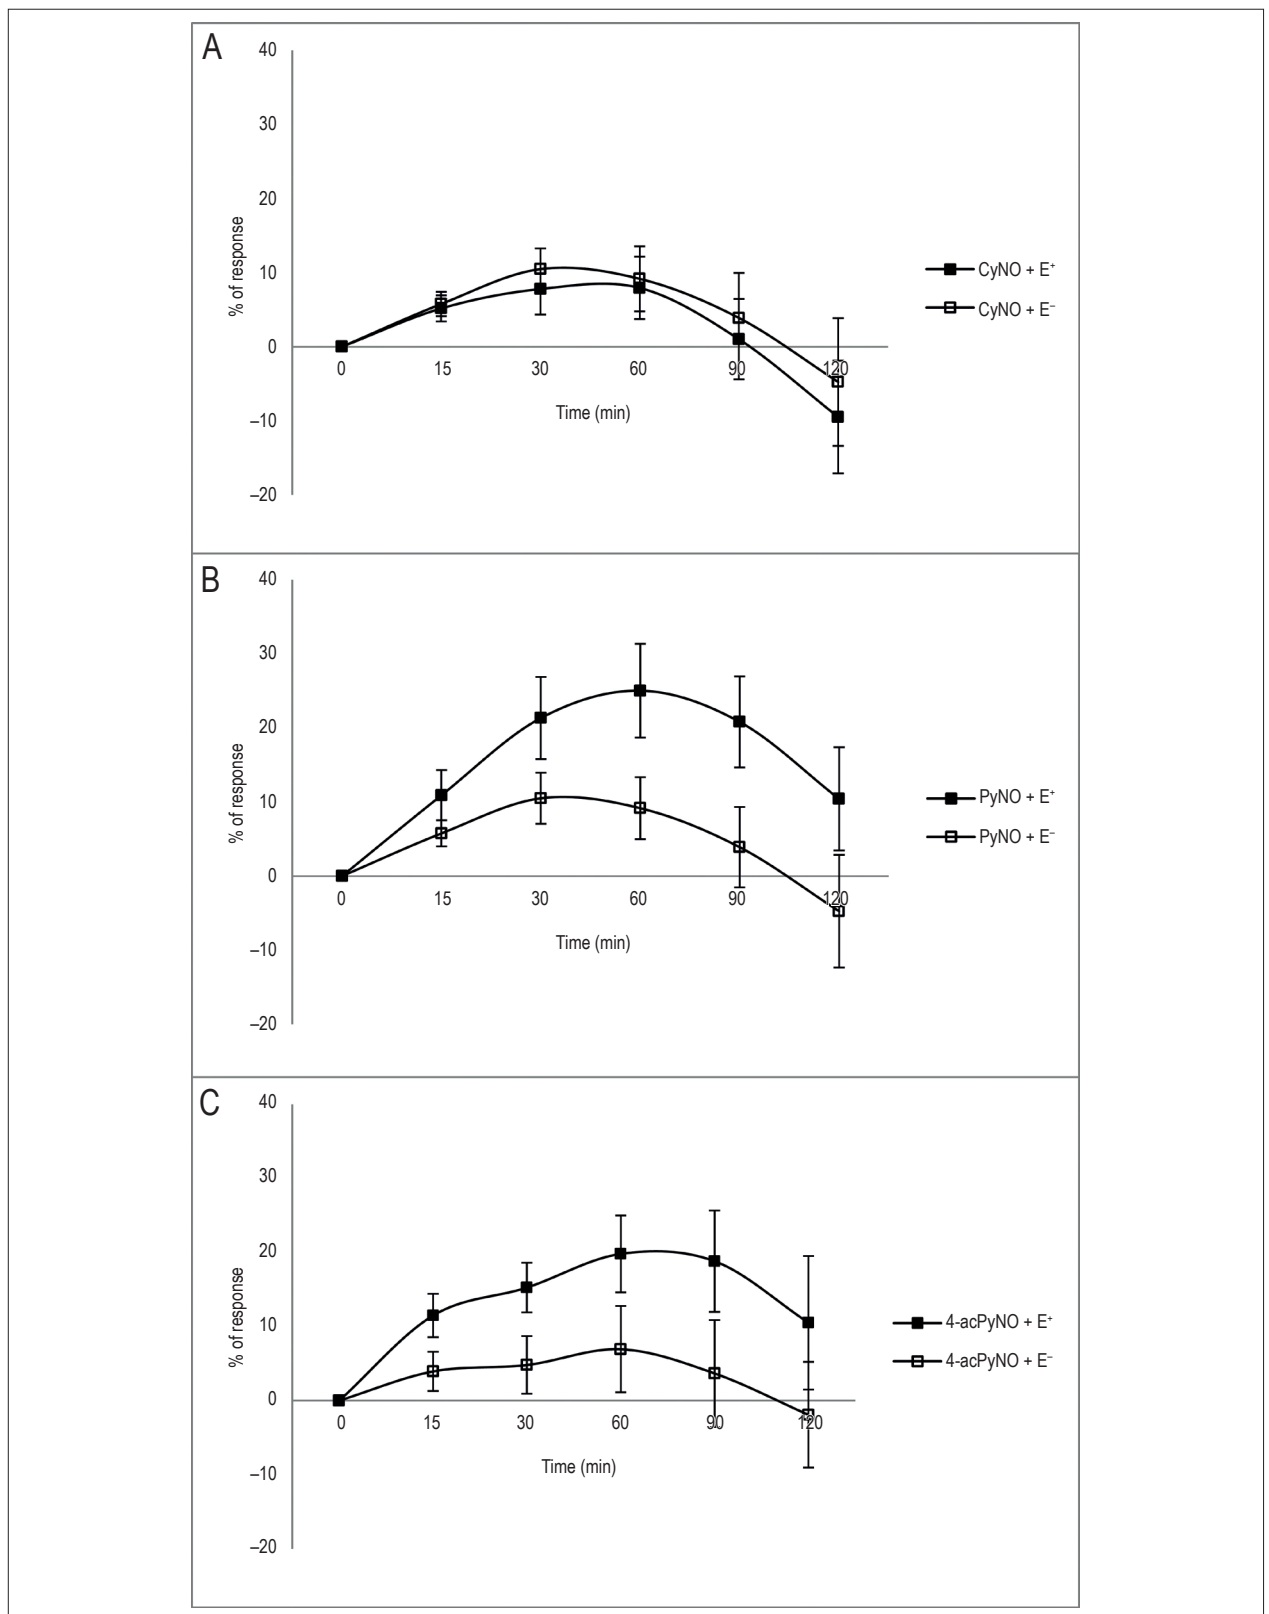 A
40
30
20
10
0
–10
–20
% of response
0 15 30 60 90 120
Time (min)
CyNO + E⁺
CyNO + E⁻
B
40
30
20
10
0
–10
–20
% of response
0 15 30 60 90 120
Time (min)
PyNO + E⁺
PyNO + E⁻
C
40
30
20
10
0
–10
–20
% of response
0 15 30 60 90 120
Time (min)
4-acPyNO + E⁺
4-acPyNO + E⁻